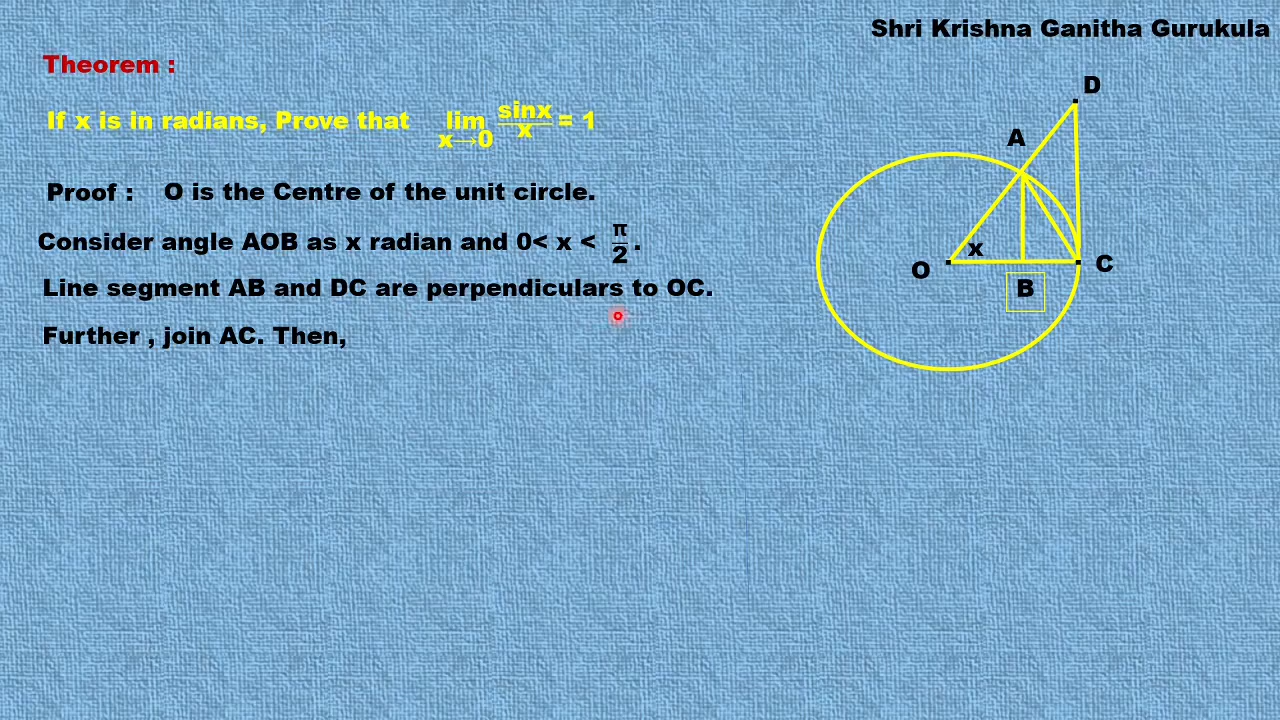 Shri Krishna Ganitha Gurukula
Theorem :
If x is in radians, Prove that lim x→0 sinx/x = 1
Proof : O is the Centre of the unit circle.
Consider angle AOB as x radian and 0< x < π/2 .
Line segment AB and DC are perpendiculars to OC.
Further , join AC. Then,
D
A
x
O
C
B